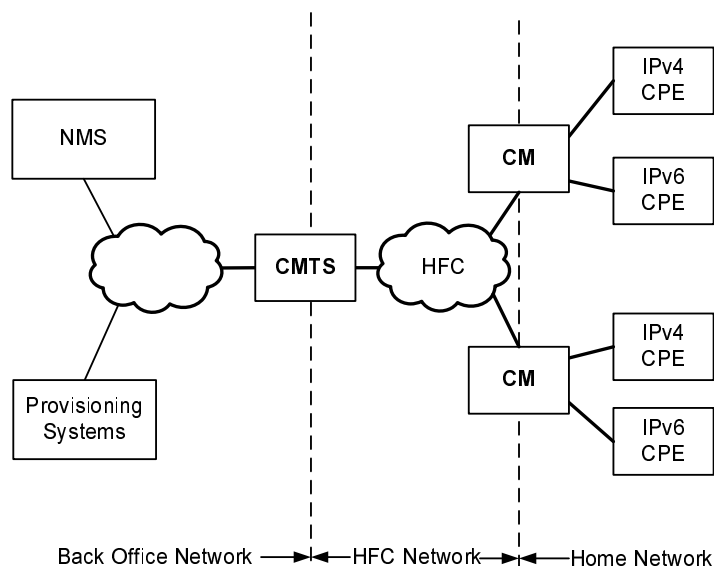 IPv4
CPE
NMS
CM
IPv6
CPE
CMTS
HFC
IPv4
CPE
CM
Provisioning
Systems
IPv6
CPE
Back Office Network
HFC Network
Home Network